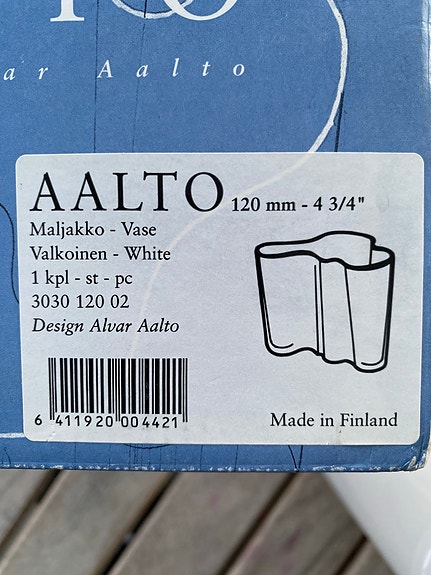 ar Aalto
AALTO 120 mm - 4 3/4"
Maljakko - Vase
Valkoinen - White
1 kpl - st - pc
3030 120 02
Design Alvar Aalto
6 411920 004421
Made in Finland